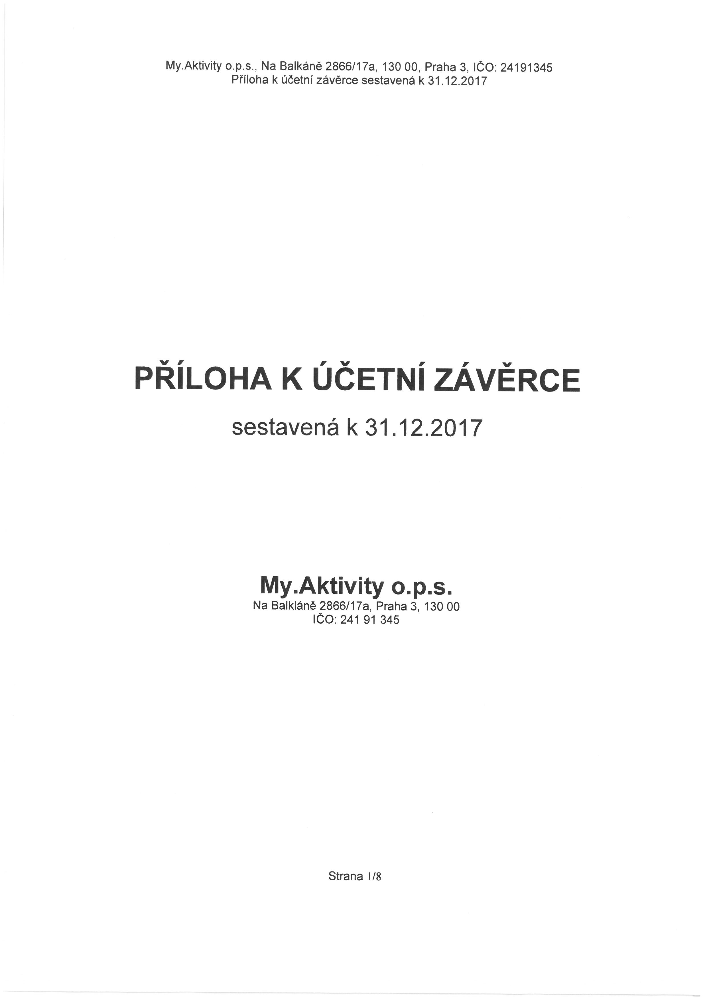 My.Aktivity o.p.s., Na Balkáně 2866/17a, 130 00, Praha 3, IČO: 24191345
Příloha k účetní závěrce sestavená k 31.12.2017
PŘÍLOHA K ÚČETNÍ ZÁVĚRCE
sestavená k 31.12.2017
My.Aktivity o.p.s.
Na Balkláně 2866/17a, Praha 3, 130 00
IČO: 241 91 345
Strana 1/8